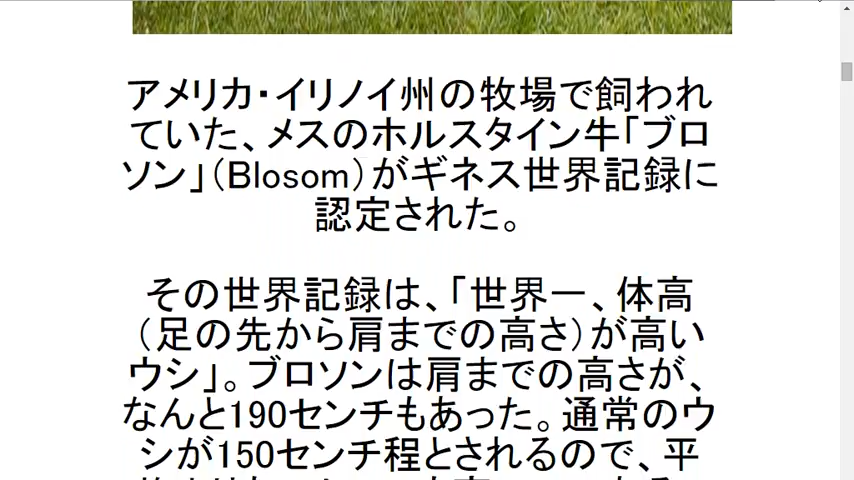 アメリカ・イリノイ州の牧場で飼われ
ていた、メスのホルスタイン牛「ブロ
ソン」（Blosom）がギネス世界記録に
認定された。
その世界記録は、「世界一、体高
（足の先から肩までの高さ）が高い
ウシ」。ブロソンは肩までの高さが、
なんと190センチもあった。通常のウ
シが150センチ程とされるので、平